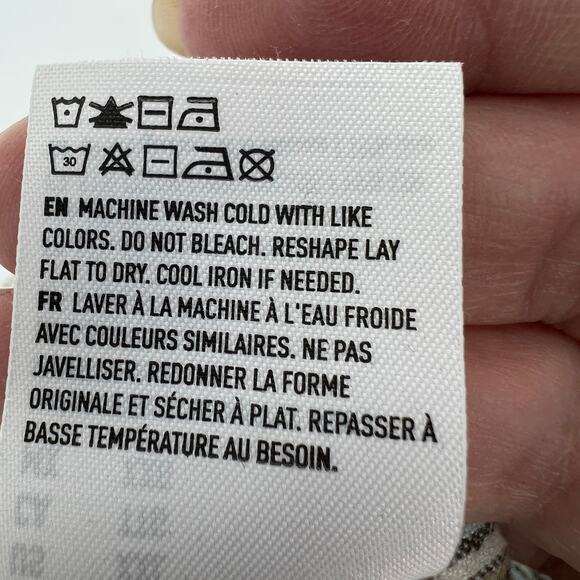 30
EN MACHINE WASH COLD WITH LIKE
COLORS. DO NOT BLEACH. RESHAPE LAY
FLAT TO DRY. COOL IRON IF NEEDED.
FR LAVER À LA MACHINE À L'EAU FROIDE
AVEC COULEURS SIMILAIRES. NE PAS
JAVELLISER. REDONNER LA FORME
ORIGINALE ET SÉCHER À PLAT. REPASSER À
BASSE TEMPÉRATURE AU BESOIN.